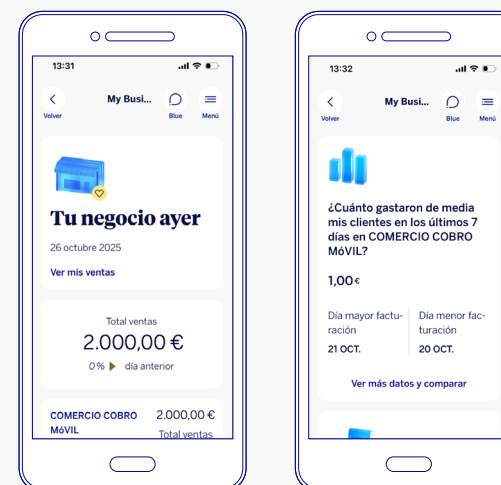 13:31
My Busi...
Volver
Blue
Menú
Tu negocio ayer
26 octubre 2025
Ver mis ventas
Total ventas
2.000,00 €
0% día anterior
COMERCIO COBRO
MóVIL
2.000,00 €
Total ventas
13:32
My Busi...
Volver
Blue
Menú
¿Cuánto gastaron de media
mis clientes en los últimos 7
días en COMERCIO COBRO
MóVIL?
1,00 €
Día mayor factu-
ración
21 OCT.
Día menor fac-
turación
20 OCT.
Ver más datos y comparar